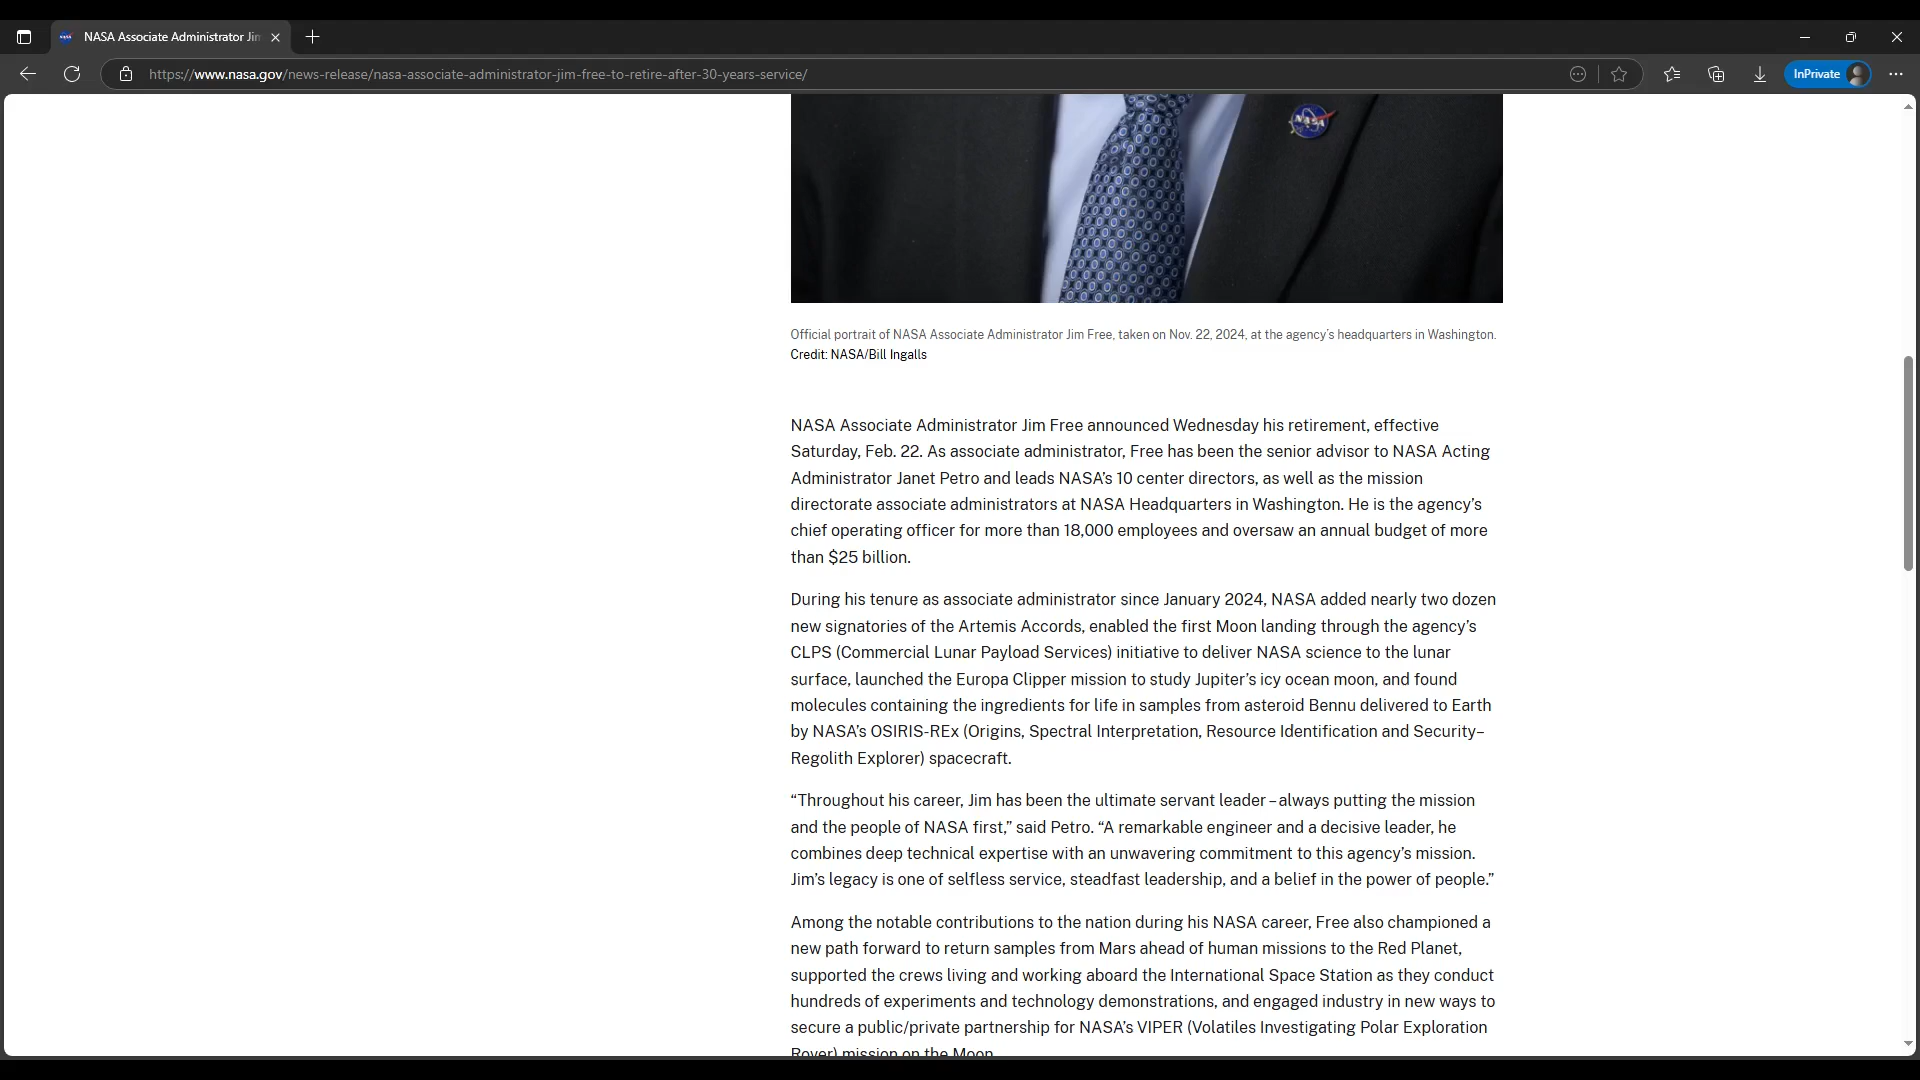 NASA Associate Administrator Jin
https://www.nasa.gov/news-release/nasa-associate-administrator-jim-free-to-retire-after-30-years-service/
InPrivate
NASA
Official portrait of NASA Associate Administrator Jim Free, taken on Nov. 22, 2024, at the agency's headquarters in Washington.
Credit: NASA/Bill Ingalls
NASA Associate Administrator Jim Free announced Wednesday his retirement, effective
Saturday, Feb. 22. As associate administrator, Free has been the senior advisor to NASA Acting
Administrator Janet Petro and leads NASA’s 10 center directors, as well as the mission
directorate associate administrators at NASA Headquarters in Washington. He is the agency’s
chief operating officer for more than 18,000 employees and oversaw an annual budget of more
than $25 billion.
During his tenure as associate administrator since January 2024, NASA added nearly two dozen
new signatories of the Artemis Accords, enabled the first Moon landing through the agency’s
CLPS (Commercial Lunar Payload Services) initiative to deliver NASA science to the lunar
surface, launched the Europa Clipper mission to study Jupiter’s icy ocean moon, and found
molecules containing the ingredients for life in samples from asteroid Bennu delivered to Earth
by NASA’s OSIRIS-REx (Origins, Spectral Interpretation, Resource Identification and Security–
Regolith Explorer) spacecraft.
“Throughout his career, Jim has been the ultimate servant leader – always putting the mission
and the people of NASA first,” said Petro. “A remarkable engineer and a decisive leader, he
combines deep technical expertise with an unwavering commitment to this agency’s mission.
Jim’s legacy is one of selfless service, steadfast leadership, and a belief in the power of people.”
Among the notable contributions to the nation during his NASA career, Free also championed a
new path forward to return samples from Mars ahead of human missions to the Red Planet,
supported the crews living and working aboard the International Space Station as they conduct
hundreds of experiments and technology demonstrations, and engaged industry in new ways to
secure a public/private partnership for NASA’s VIPER (Volatiles Investigating Polar Exploration
Rover) mission on the Moon.